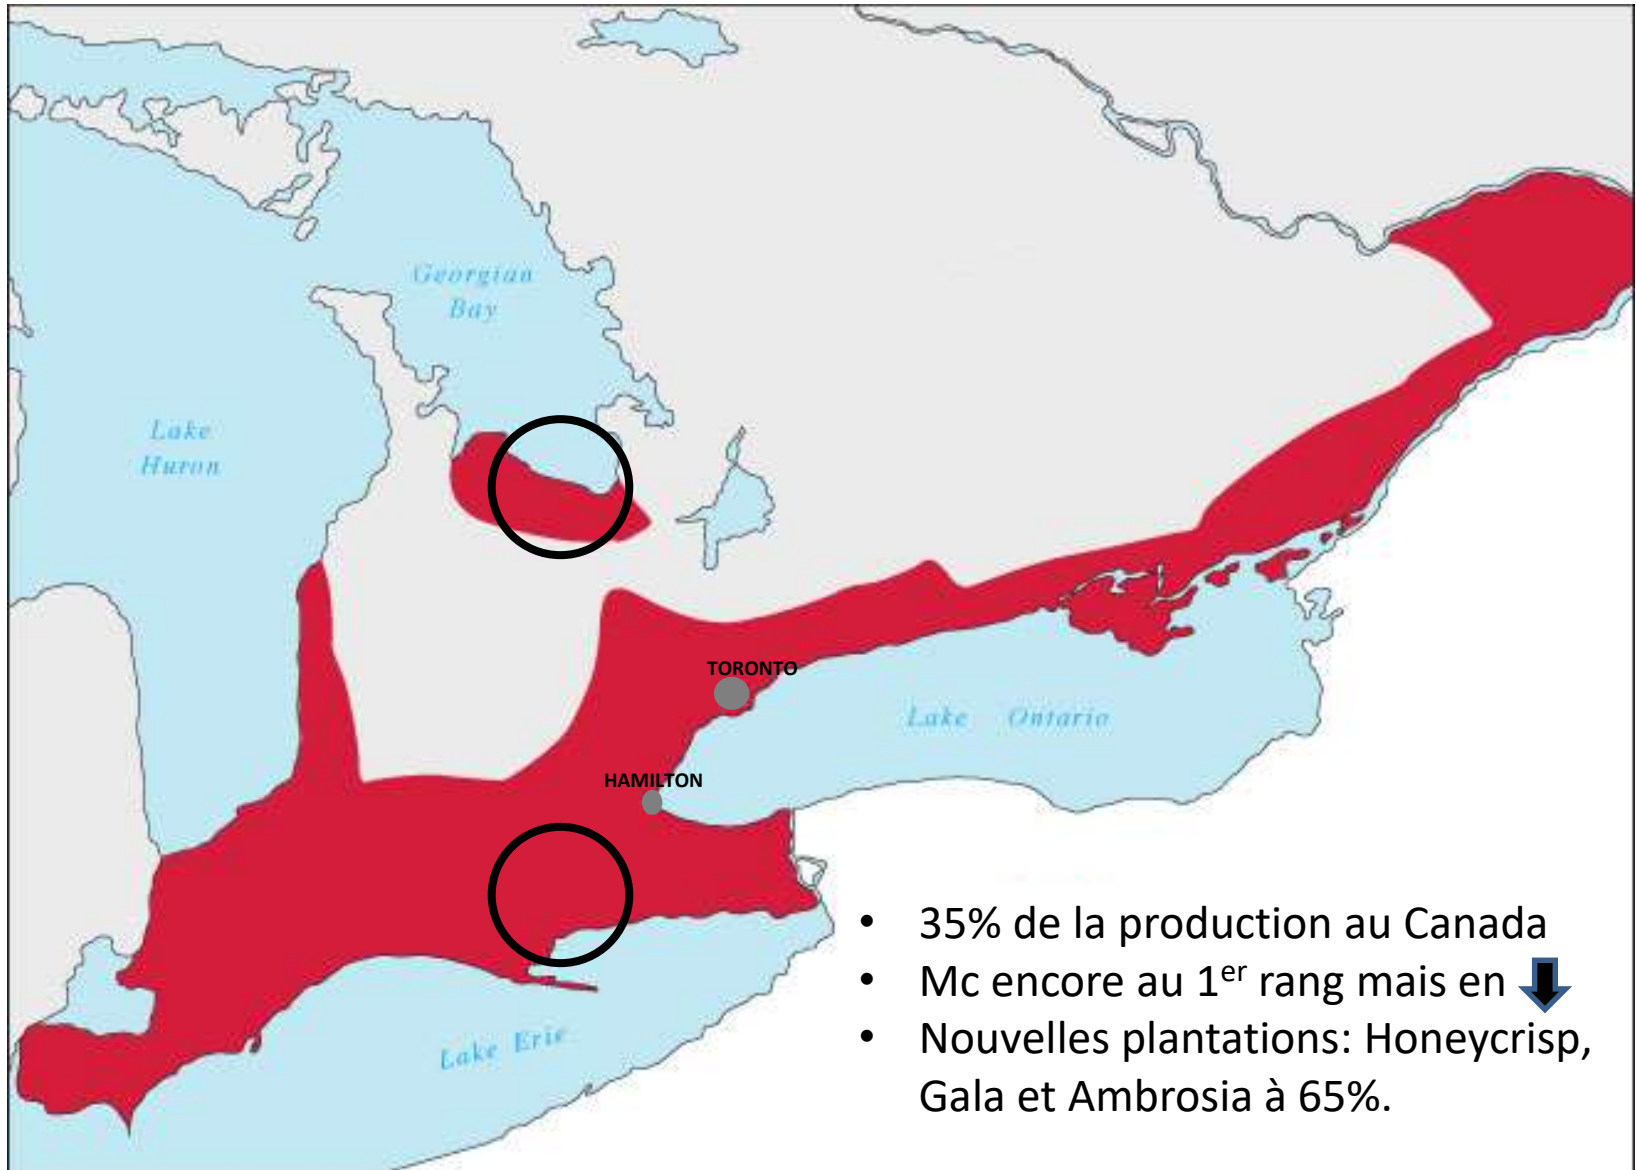 Georgian
Bay
Lake
Huron
TORONTO
Lake Ontario
HAMILTON
• 35% de la production au Canada
• Mc encore au 1er rang mais en
• Nouvelles plantations: Honeycrisp,
Gala et Ambrosia à 65%.
Lake Erie